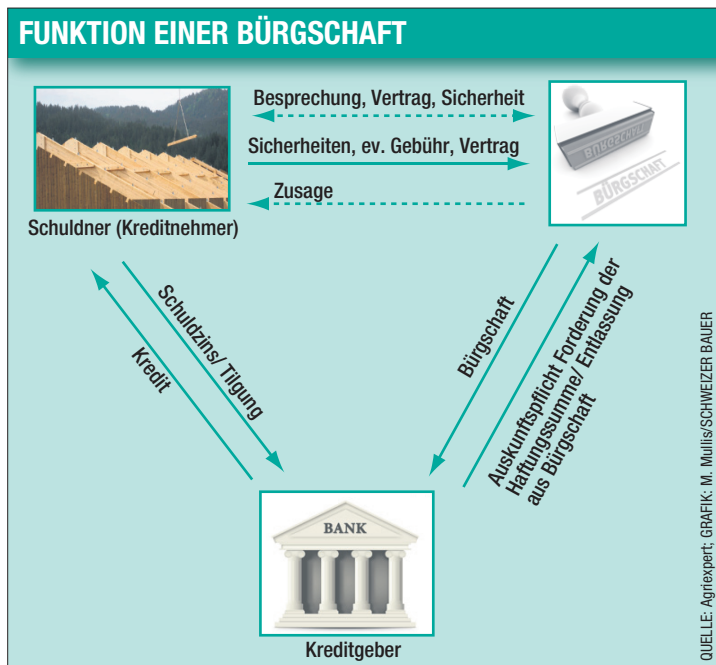 FUNKTION EINER BÜRGSCHAFT
Besprechung, Vertrag, Sicherheit
Sicherheiten, ev. Gebühr, Vertrag
Zusage
Schuldner (Kreditnehmer)
BÜRGSCHAFT
BÜRGSCHAFT
Schuldzins/ Tilgung
Kredit
Bürgschaft
Auskunftspflicht Forderung der
Haftungssumme/ Entlassung
aus Bürgschaft
BANK
Kreditgeber
QUELLE: Agriexpert; GRAFIK: M. Mullis/SCHWEIZER BAUER